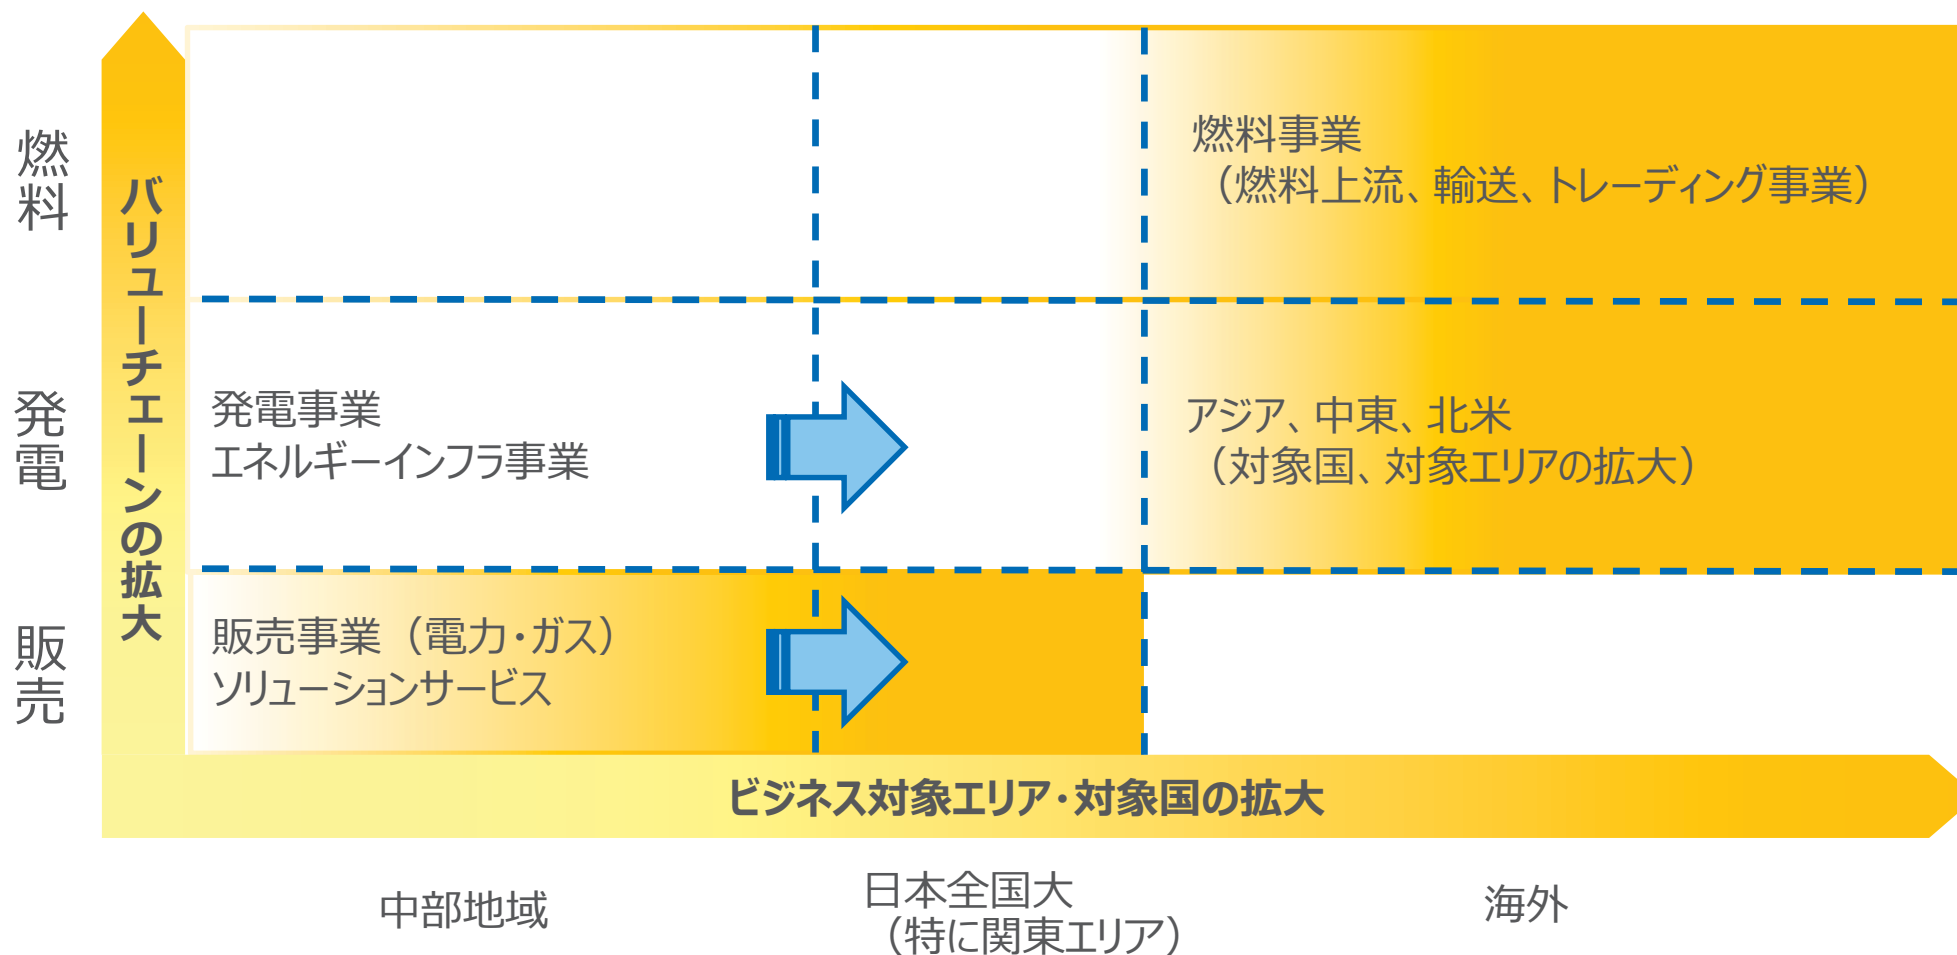 燃料
発電
販売
バリューチェーンの拡大
燃料事業
（燃料上流、輸送、トレーディング事業）
発電事業
エネルギーインフラ事業
アジア、中東、北米
（対象国、対象エリアの拡大）
販売事業（電力・ガス）
ソリューションサービス
ビジネス対象エリア・対象国の拡大
中部地域
日本全国大
（特に関東エリア）
海外